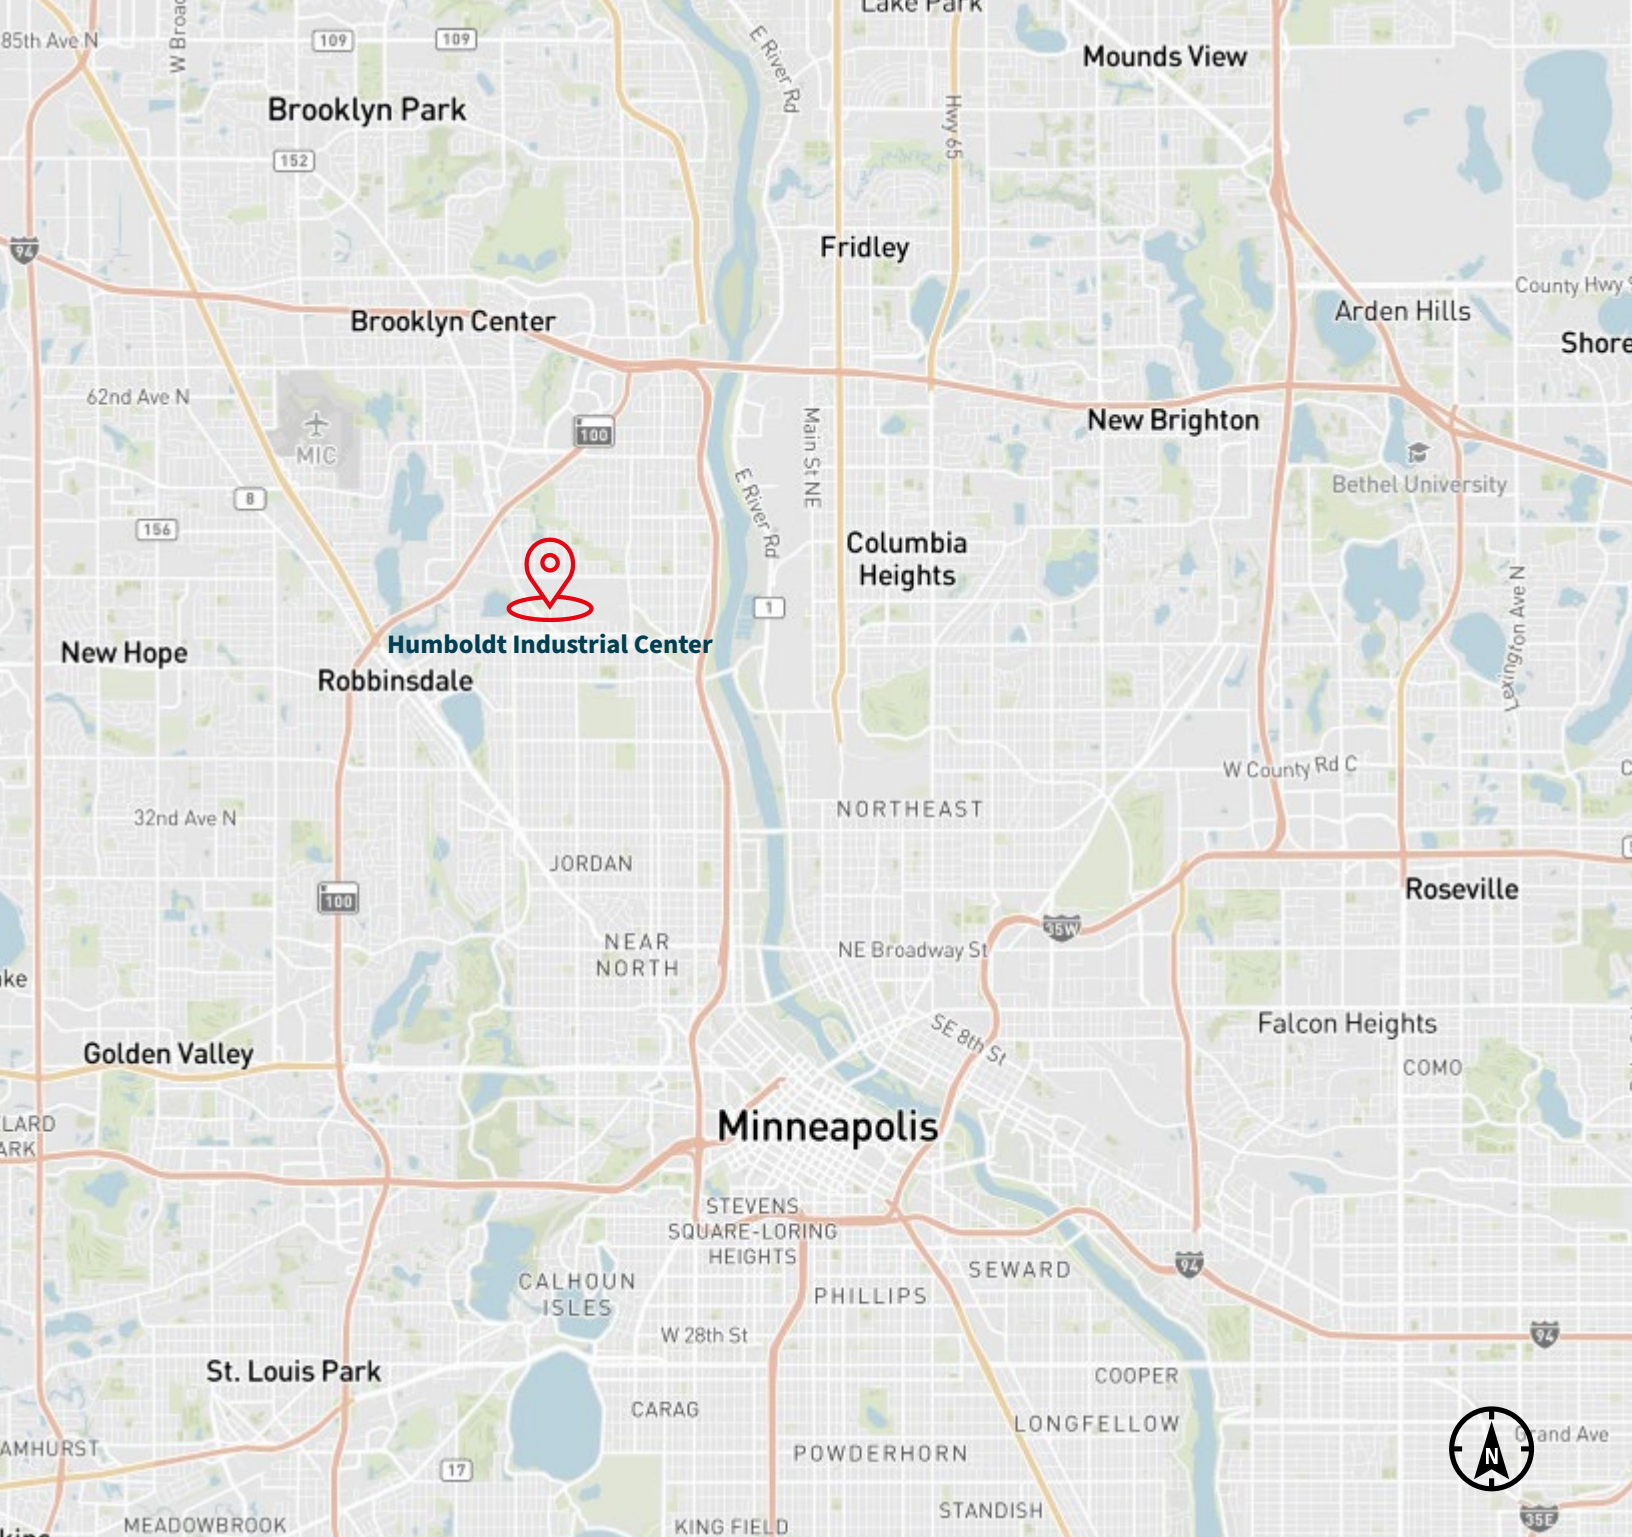 Lake Park
85th Ave N
W Broad
109
109
E River Rd
Mounds View
Brooklyn Park
Hwy 65
152
Fridley
94
County Hwy
Arden Hills
Brooklyn Center
Shore
62nd Ave N
MIC
100
Main St NE
New Brighton
8
E River Rd
Bethel University
156
Columbia
Heights
1
Lexington Ave N
Humboldt Industrial Center
New Hope
Robbinsdale
W County Rd C
32nd Ave N
NORTHEAST
JORDAN
100
Roseville
35W
NEAR
NORTH
NE Broadway St
ke
SE 8th St
Falcon Heights
Golden Valley
COMO
LARD
ARK
Minneapolis
STEVENS
SQUARE-LORING
HEIGHTS
SEWARD
94
CALHOUN
ISLES
PHILLIPS
W 28th St
94
St. Louis Park
COOPER
CARAG
LONGFELLOW
Grand Ave
AMHURST
N
POWDERHORN
17
STANDISH
35E
MEADOWBROOK
KING FIELD